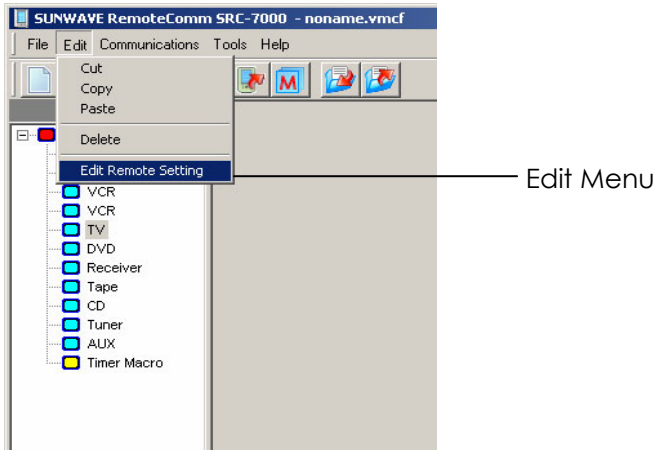 SUNWAVE RemoteComm SRC-7000 - noname.vmcf
File Edit Communications Tools Help
Cut
Copy
Paste
Delete
Edit Remote Setting
Edit Menu
M
VCR
VCR
TV
DVD
Receiver
Tape
CD
Tuner
AUX
Timer Macro